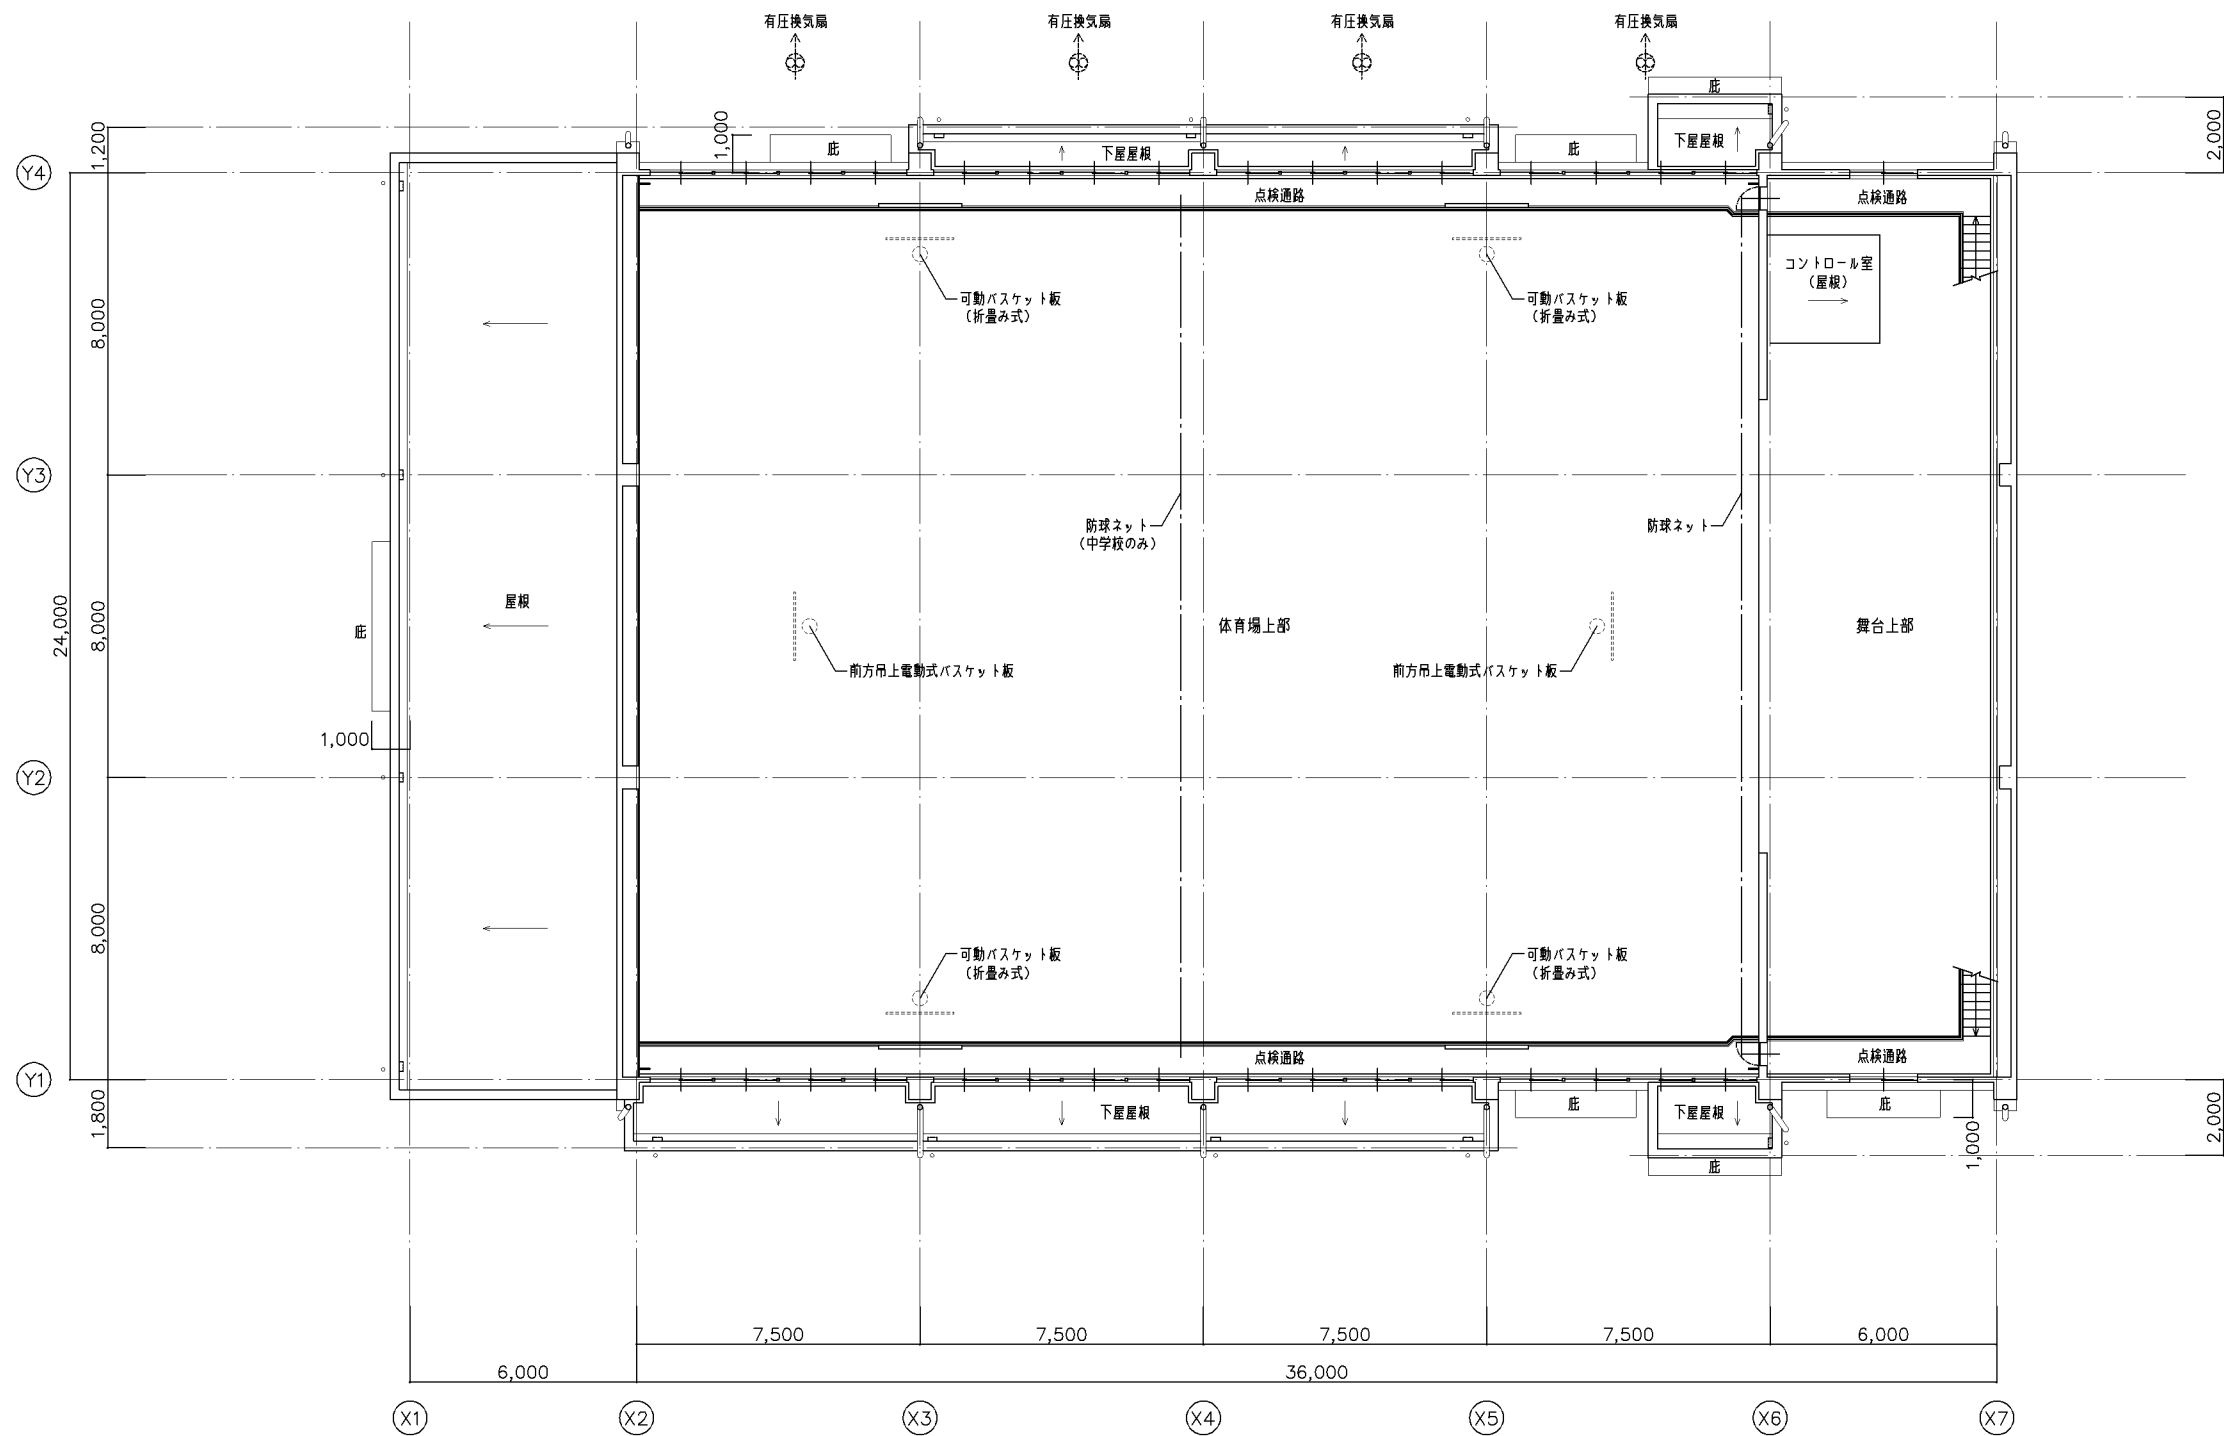 有圧換気扇
有圧換気扇
有圧換気扇
有圧換気扇
庇
2,000
1,200
1,000
庇
下屋屋根
庇
下屋屋根
Y4
点検通路
点検通路
コントロール室
(屋根)
可動バスケット板
(折畳み式)
可動バスケット板
(折畳み式)
8,000
Y3
防球ネット
(中学校のみ)
防球ネット
屋根
庇
24,000
8,000
体育場上部
舞台上部
前方吊上電動式バスケット板
前方吊上電動式バスケット板
1,000
Y2
8,000
可動バスケット板
(折畳み式)
可動バスケット板
(折畳み式)
点検通路
点検通路
Y1
1,800
下屋屋根
庇
下屋屋根
庇
2,000
1,000
庇
7,500
7,500
7,500
7,500
6,000
6,000
36,000
X1
X2
X3
X4
X5
X6
X7